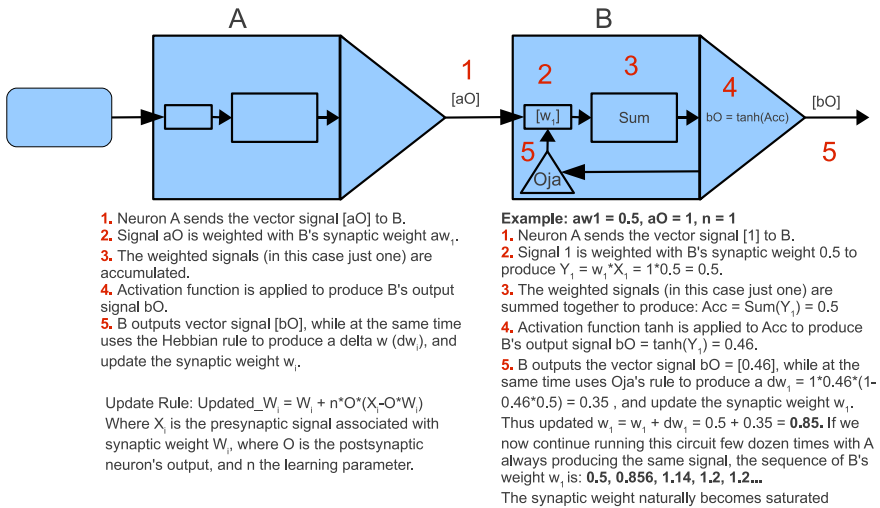 A
B
1
[aO]
2
3
4
[w₁]
Sum
bO = tanh(Acc)
[bO]
5
5
Oja
1. Neuron A sends the vector signal [aO] to B.
2. Signal aO is weighted with B's synaptic weight aw₁.
3. The weighted signals (in this case just one) are
accumulated.
4. Activation function is applied to produce B's output
signal bO.
5. B outputs vector signal [bO], while at the same time
uses the Hebbian rule to produce a delta w (dwᵢ), and
update the synaptic weight wᵢ.
Update Rule: Updated_Wᵢ = Wᵢ + n*O*(Xᵢ-O*Wᵢ)
Where Xᵢ is the presynaptic signal associated with
synaptic weight Wᵢ, where O is the postsynaptic
neuron's output, and n the learning parameter.
Example: aw1 = 0.5, aO = 1, n = 1
1. Neuron A sends the vector signal [1] to B.
2. Signal 1 is weighted with B's synaptic weight 0.5 to
produce Y₁ = w₁*X₁ = 1*0.5 = 0.5.
3. The weighted signals (in this case just one) are
summed together to produce: Acc = Sum(Y₁) = 0.5
4. Activation function tanh is applied to Acc to produce
B's output signal bO = tanh(Y₁) = 0.46.
5. B outputs the vector signal bO = [0.46], while at the
same time uses Oja's rule to produce a dw₁ = 1*0.46*(1-
0.46*0.5) = 0.35 , and update the synaptic weight w₁.
Thus updated w₁ = w₁ + dw₁ = 0.5 + 0.35 = 0.85. If we
now continue running this circuit few dozen times with A
always producing the same signal, the sequence of B's
weight w₁ is: 0.5, 0.856, 1.14, 1.2, 1.2...
The synaptic weight naturally becomes saturated